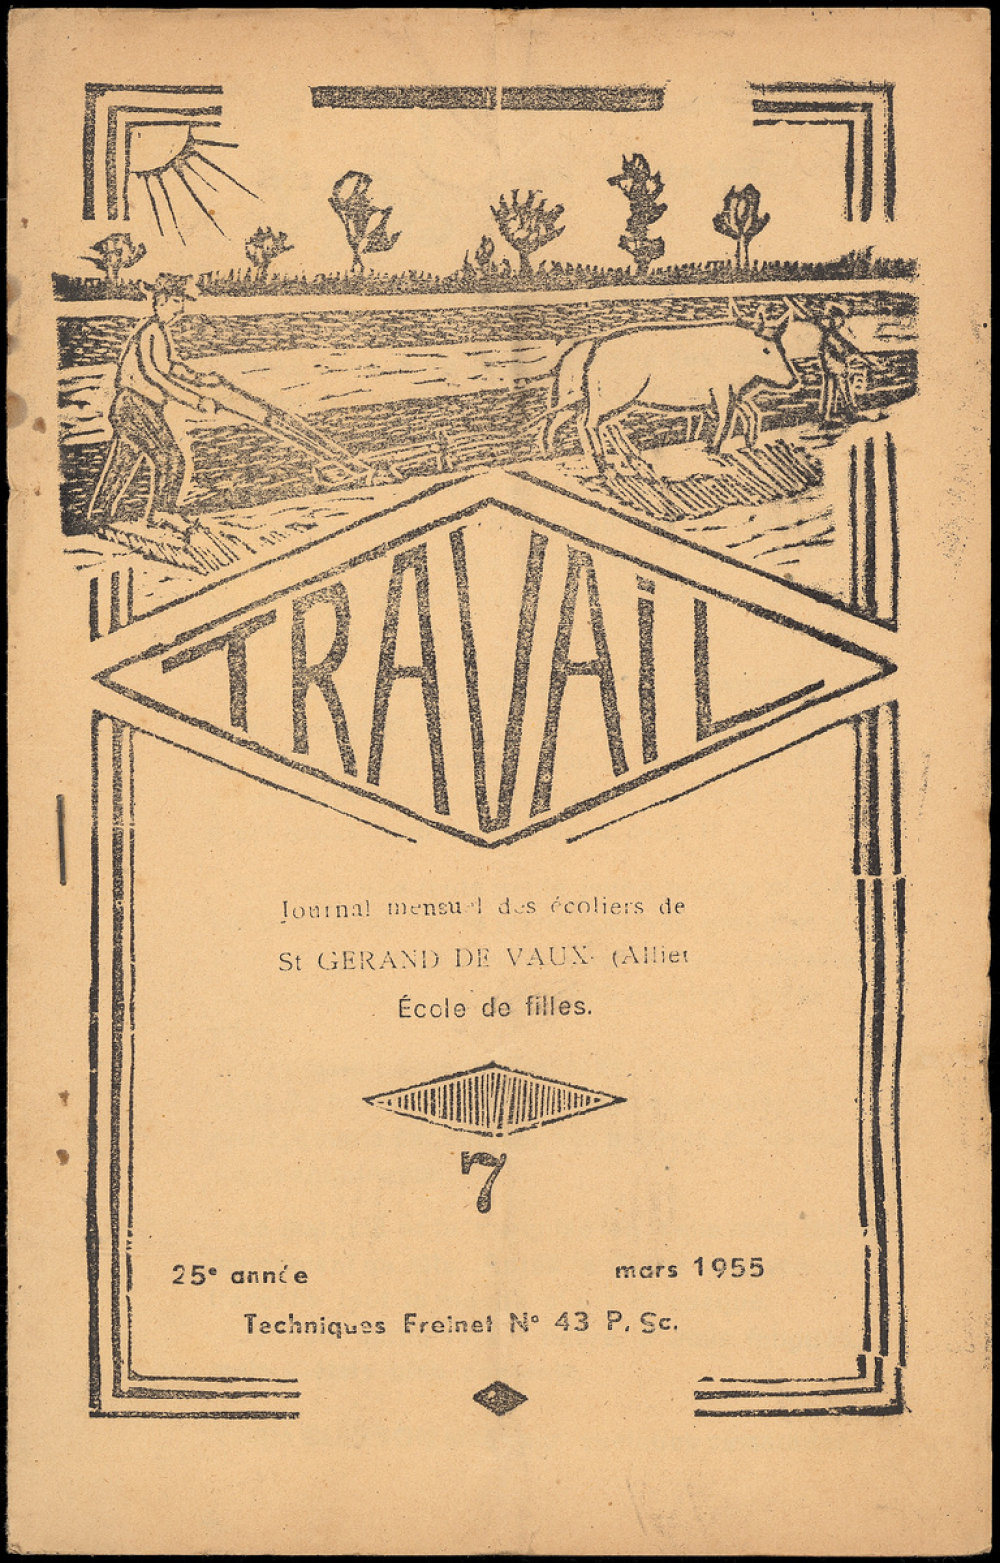 TRAVAiL
Journal mensuel des écoliers de
St GERAND DE VAUX (Allier
École de filles.
7
25e année
mars 1955
Techniques Freinet N° 43 P. Sc.